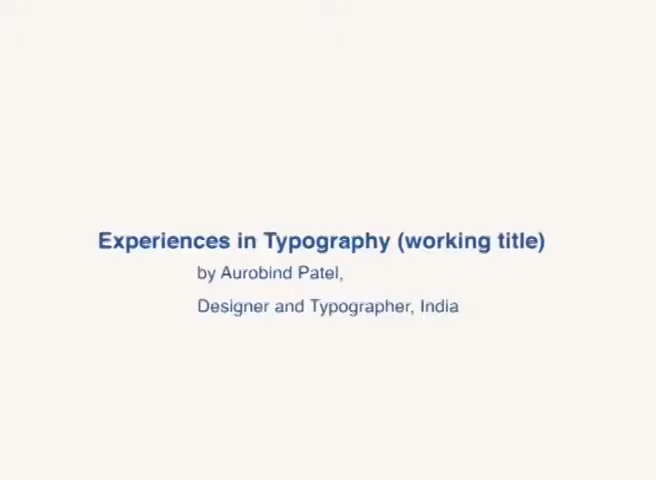 Experiences in Typography (working title)
by Aurobind Patel,
Designer and Typographer, India